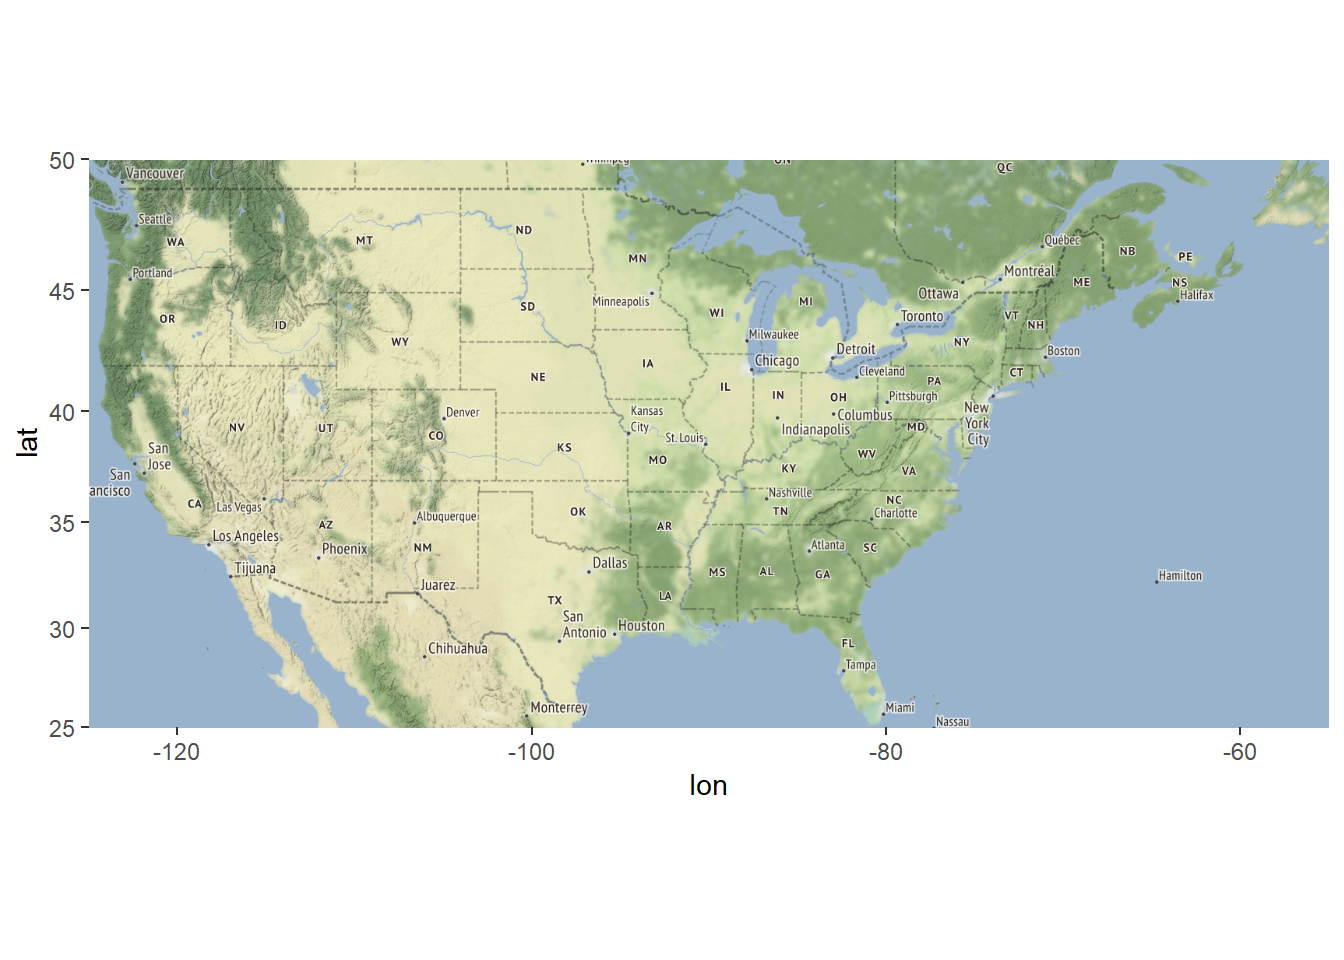 50
45
40
35
30
25
lat
-120
-100
-80
-60
lon
Winnipeg
ON
QC
Vancouver
Seattle
WA
MT
ND
MN
Québec
NB
PE
Portland
Montréal
ME
NS
Halifax
Ottawa
Minneapolis
SD
OR
ID
WI
MI
Toronto
VT
NH
WY
Milwaukee
NY
Detroit
Boston
Chicago
IA
Cleveland
CT
NE
IL
IN
OH
PA
Pittsburgh
Denver
Kansas
City
Columbus
New
York
City
NV
UT
CO
Indianapolis
MD
St. Louis
San
Jose
KS
MO
WV
KY
VA
San
ancisco
CA
Las Vegas
Nashville
NC
Albuquerque
OK
TN
Charlotte
AZ
AR
Los Angeles
Phoenix
NM
Atlanta
SC
Tijuana
Dallas
MS
AL
GA
Hamilton
Juarez
TX
LA
San
Antonio
Houston
Chihuahua
FL
Tampa
Monterrey
Miami
Nassau